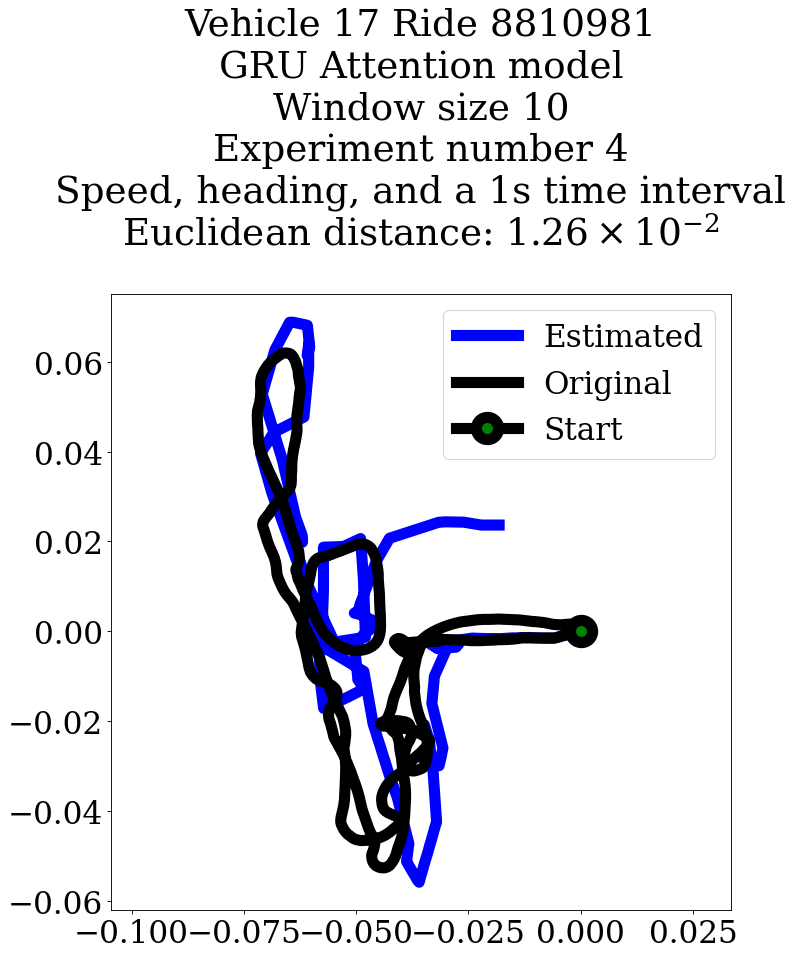 Vehicle 17 Ride 8810981
GRU Attention model
Window size 10
Experiment number 4
Speed, heading, and a 1s time interval
Euclidean distance: 1.26 × 10⁻²
Estimated
Original
Start
0.06
0.04
0.02
0.00
−0.02
−0.04
−0.06
−0.100 −0.075 −0.050 −0.025 0.000 0.025